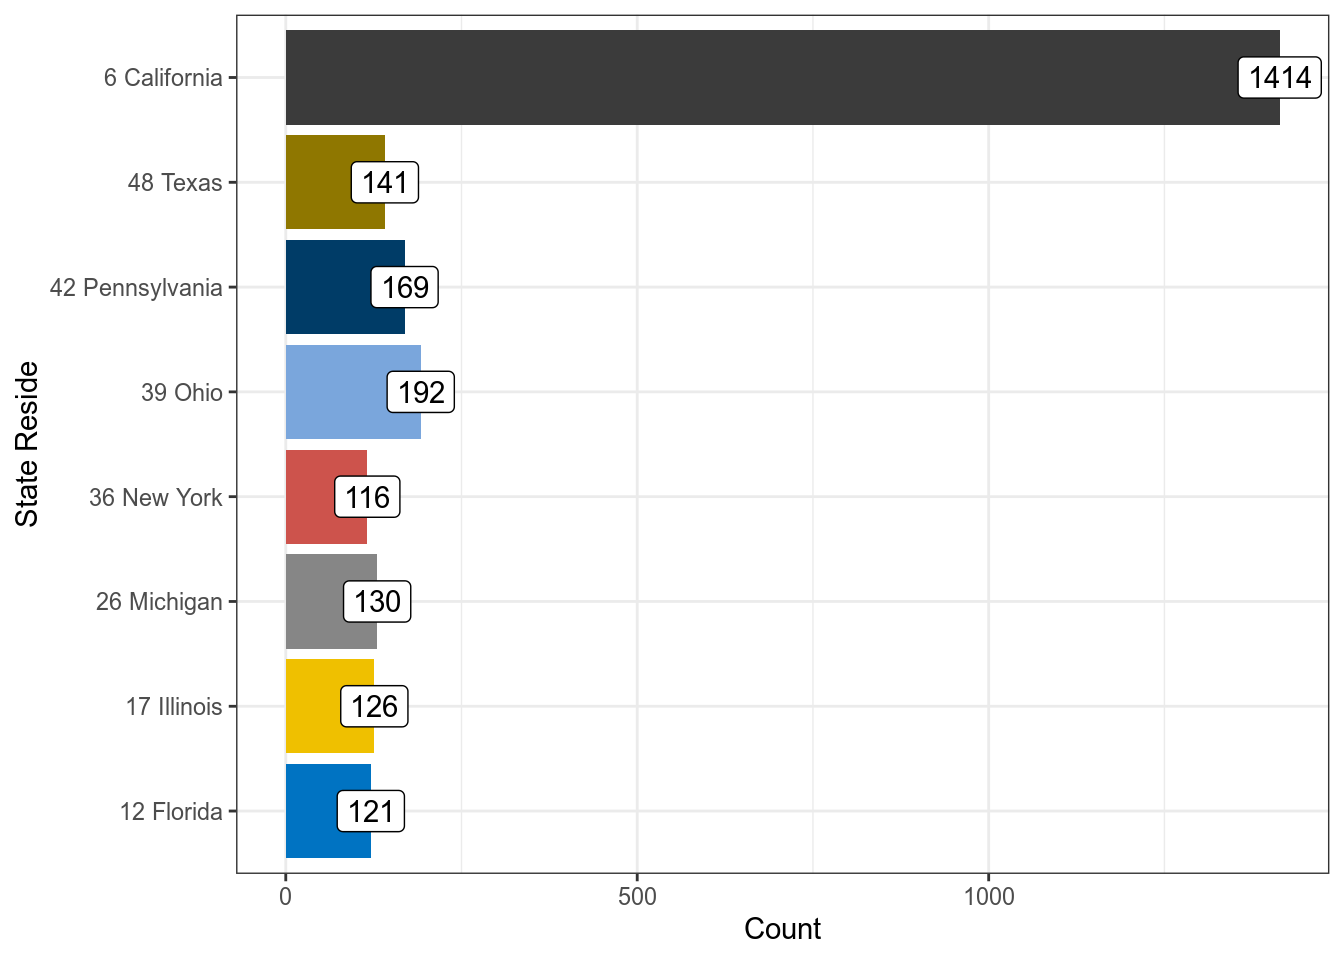 6 California
1414
48 Texas
141
42 Pennsylvania
169
39 Ohio
192
36 New York
116
26 Michigan
130
17 Illinois
126
12 Florida
121
State Reside
0 500 1000
Count